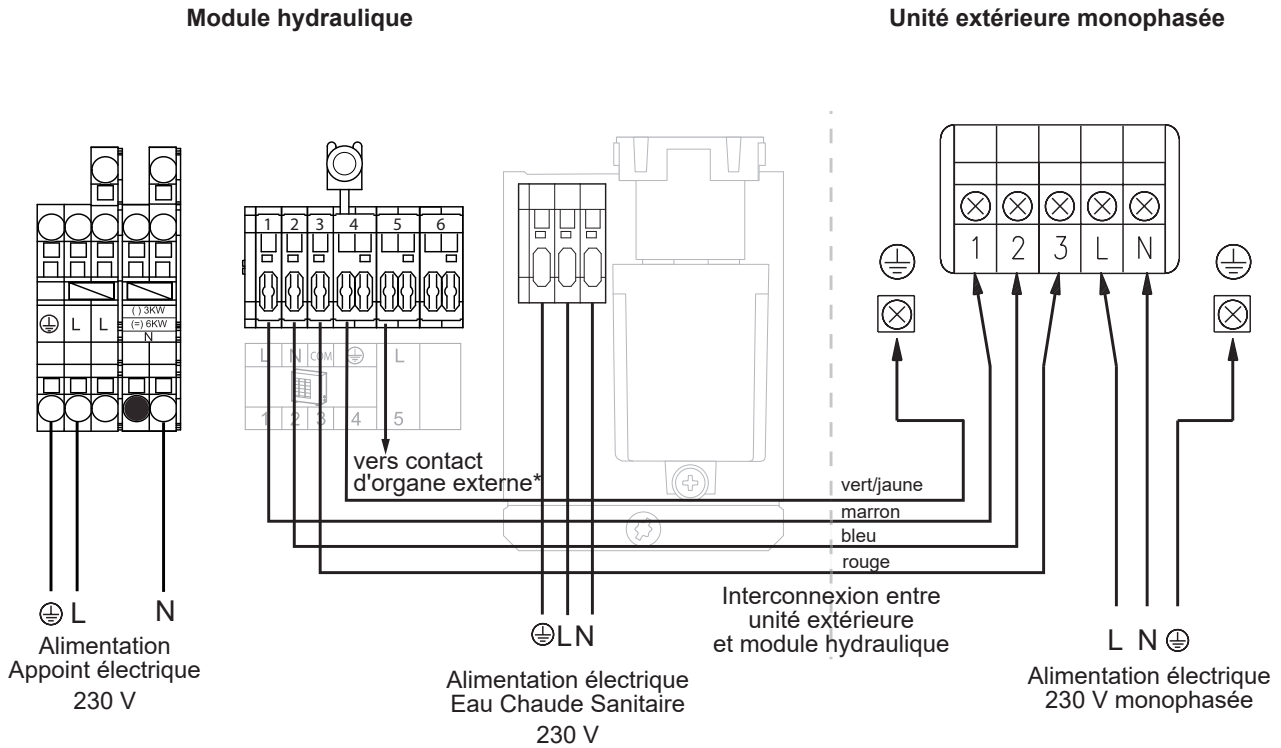 Module hydraulique
Unité extérieure monophasée
1 2 3 4 5 6
L L
( ) 3KW
(=) 6KW
N
L N COM L
1 2 3 4 5
1 2 3 L N
vers contact
d'organe externe*
vert/jaune
marron
bleu
rouge
Interconnexion entre
unité extérieure
et module hydraulique
L N
Alimentation
Appoint électrique
230 V
L N
Alimentation électrique
Eau Chaude Sanitaire
230 V
L N
Alimentation électrique
230 V monophasée